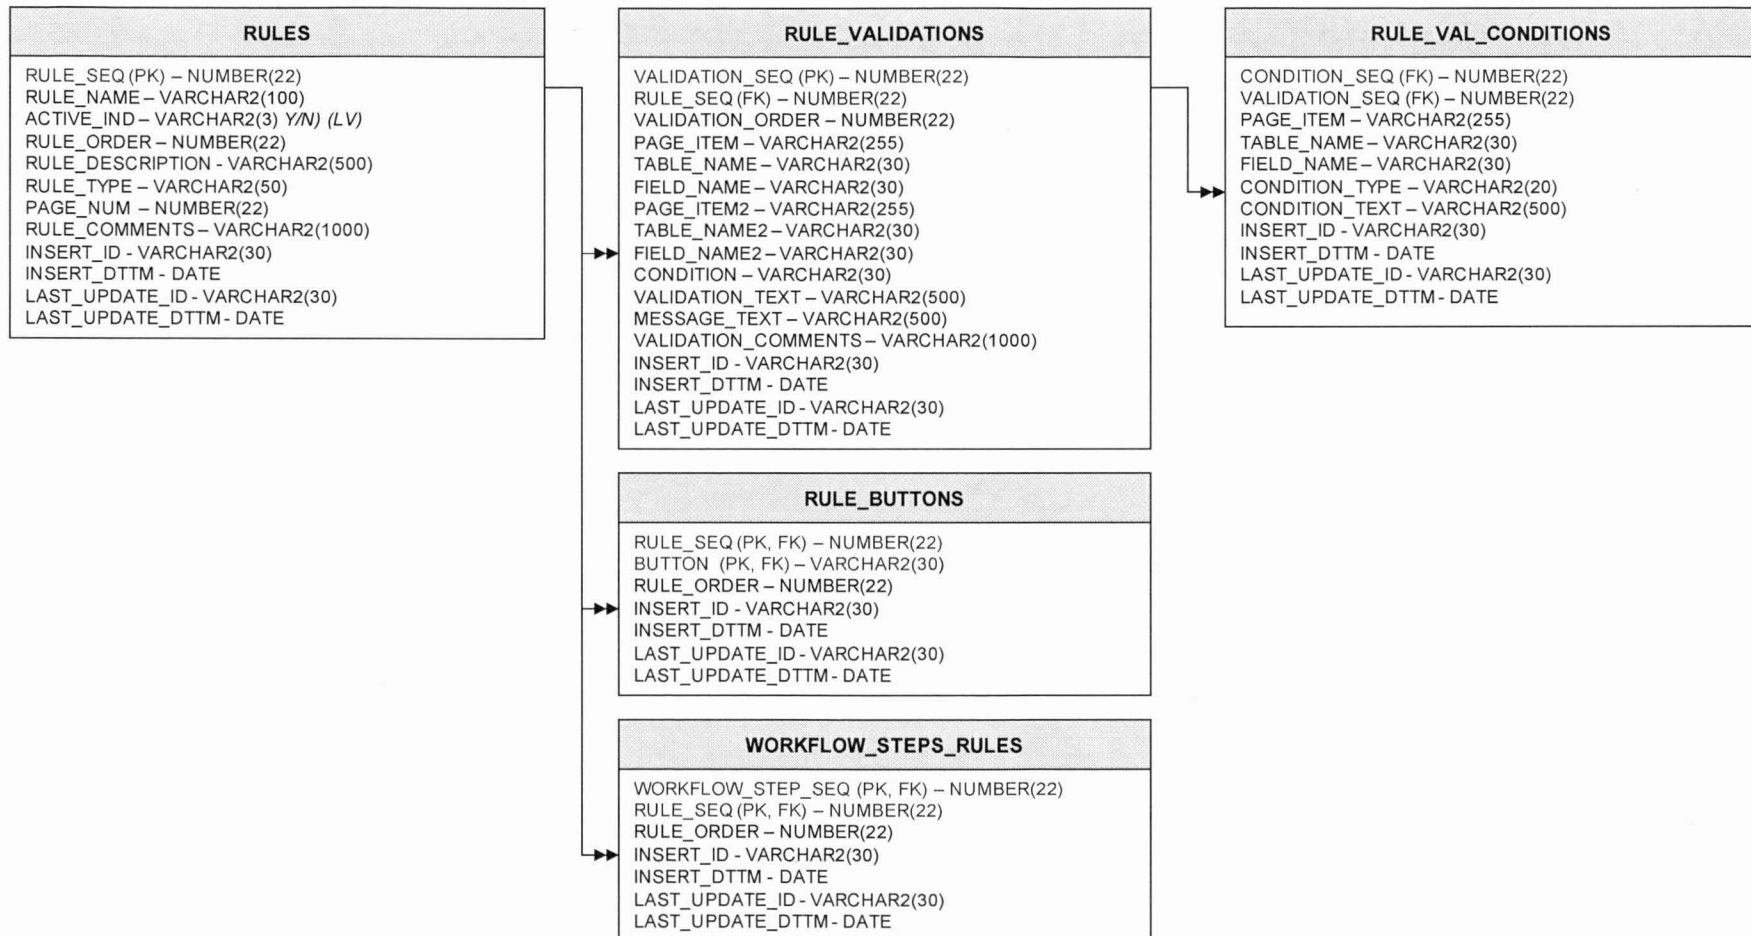 RULES
RULE_SEQ (PK) – NUMBER(22)
RULE_NAME – VARCHAR2(100)
ACTIVE_IND – VARCHAR2(3) Y/N) (LV)
RULE_ORDER – NUMBER(22)
RULE_DESCRIPTION - VARCHAR2(500)
RULE_TYPE – VARCHAR2(50)
PAGE_NUM – NUMBER(22)
RULE_COMMENTS – VARCHAR2(1000)
INSERT_ID - VARCHAR2(30)
INSERT_DTTM - DATE
LAST_UPDATE_ID - VARCHAR2(30)
LAST_UPDATE_DTTM - DATE
RULE_VALIDATIONS
VALIDATION_SEQ (PK) – NUMBER(22)
RULE_SEQ (FK) – NUMBER(22)
VALIDATION_ORDER – NUMBER(22)
PAGE_ITEM – VARCHAR2(255)
TABLE_NAME – VARCHAR2(30)
FIELD_NAME – VARCHAR2(30)
PAGE_ITEM2 – VARCHAR2(255)
TABLE_NAME2 – VARCHAR2(30)
FIELD_NAME2 – VARCHAR2(30)
CONDITION – VARCHAR2(30)
VALIDATION_TEXT – VARCHAR2(500)
MESSAGE_TEXT – VARCHAR2(500)
VALIDATION_COMMENTS – VARCHAR2(1000)
INSERT_ID - VARCHAR2(30)
INSERT_DTTM - DATE
LAST_UPDATE_ID - VARCHAR2(30)
LAST_UPDATE_DTTM - DATE
RULE_VAL_CONDITIONS
CONDITION_SEQ (FK) – NUMBER(22)
VALIDATION_SEQ (FK) – NUMBER(22)
PAGE_ITEM – VARCHAR2(255)
TABLE_NAME – VARCHAR2(30)
FIELD_NAME – VARCHAR2(30)
CONDITION_TYPE – VARCHAR2(20)
CONDITION_TEXT – VARCHAR2(500)
INSERT_ID - VARCHAR2(30)
INSERT_DTTM - DATE
LAST_UPDATE_ID - VARCHAR2(30)
LAST_UPDATE_DTTM - DATE
RULE_BUTTONS
RULE_SEQ (PK, FK) – NUMBER(22)
BUTTON (PK, FK) – VARCHAR2(30)
RULE_ORDER – NUMBER(22)
INSERT_ID - VARCHAR2(30)
INSERT_DTTM - DATE
LAST_UPDATE_ID - VARCHAR2(30)
LAST_UPDATE_DTTM - DATE
WORKFLOW_STEPS_RULES
WORKFLOW_STEP_SEQ (PK, FK) – NUMBER(22)
RULE_SEQ (PK, FK) – NUMBER(22)
RULE_ORDER – NUMBER(22)
INSERT_ID - VARCHAR2(30)
INSERT_DTTM - DATE
LAST_UPDATE_ID - VARCHAR2(30)
LAST_UPDATE_DTTM - DATE